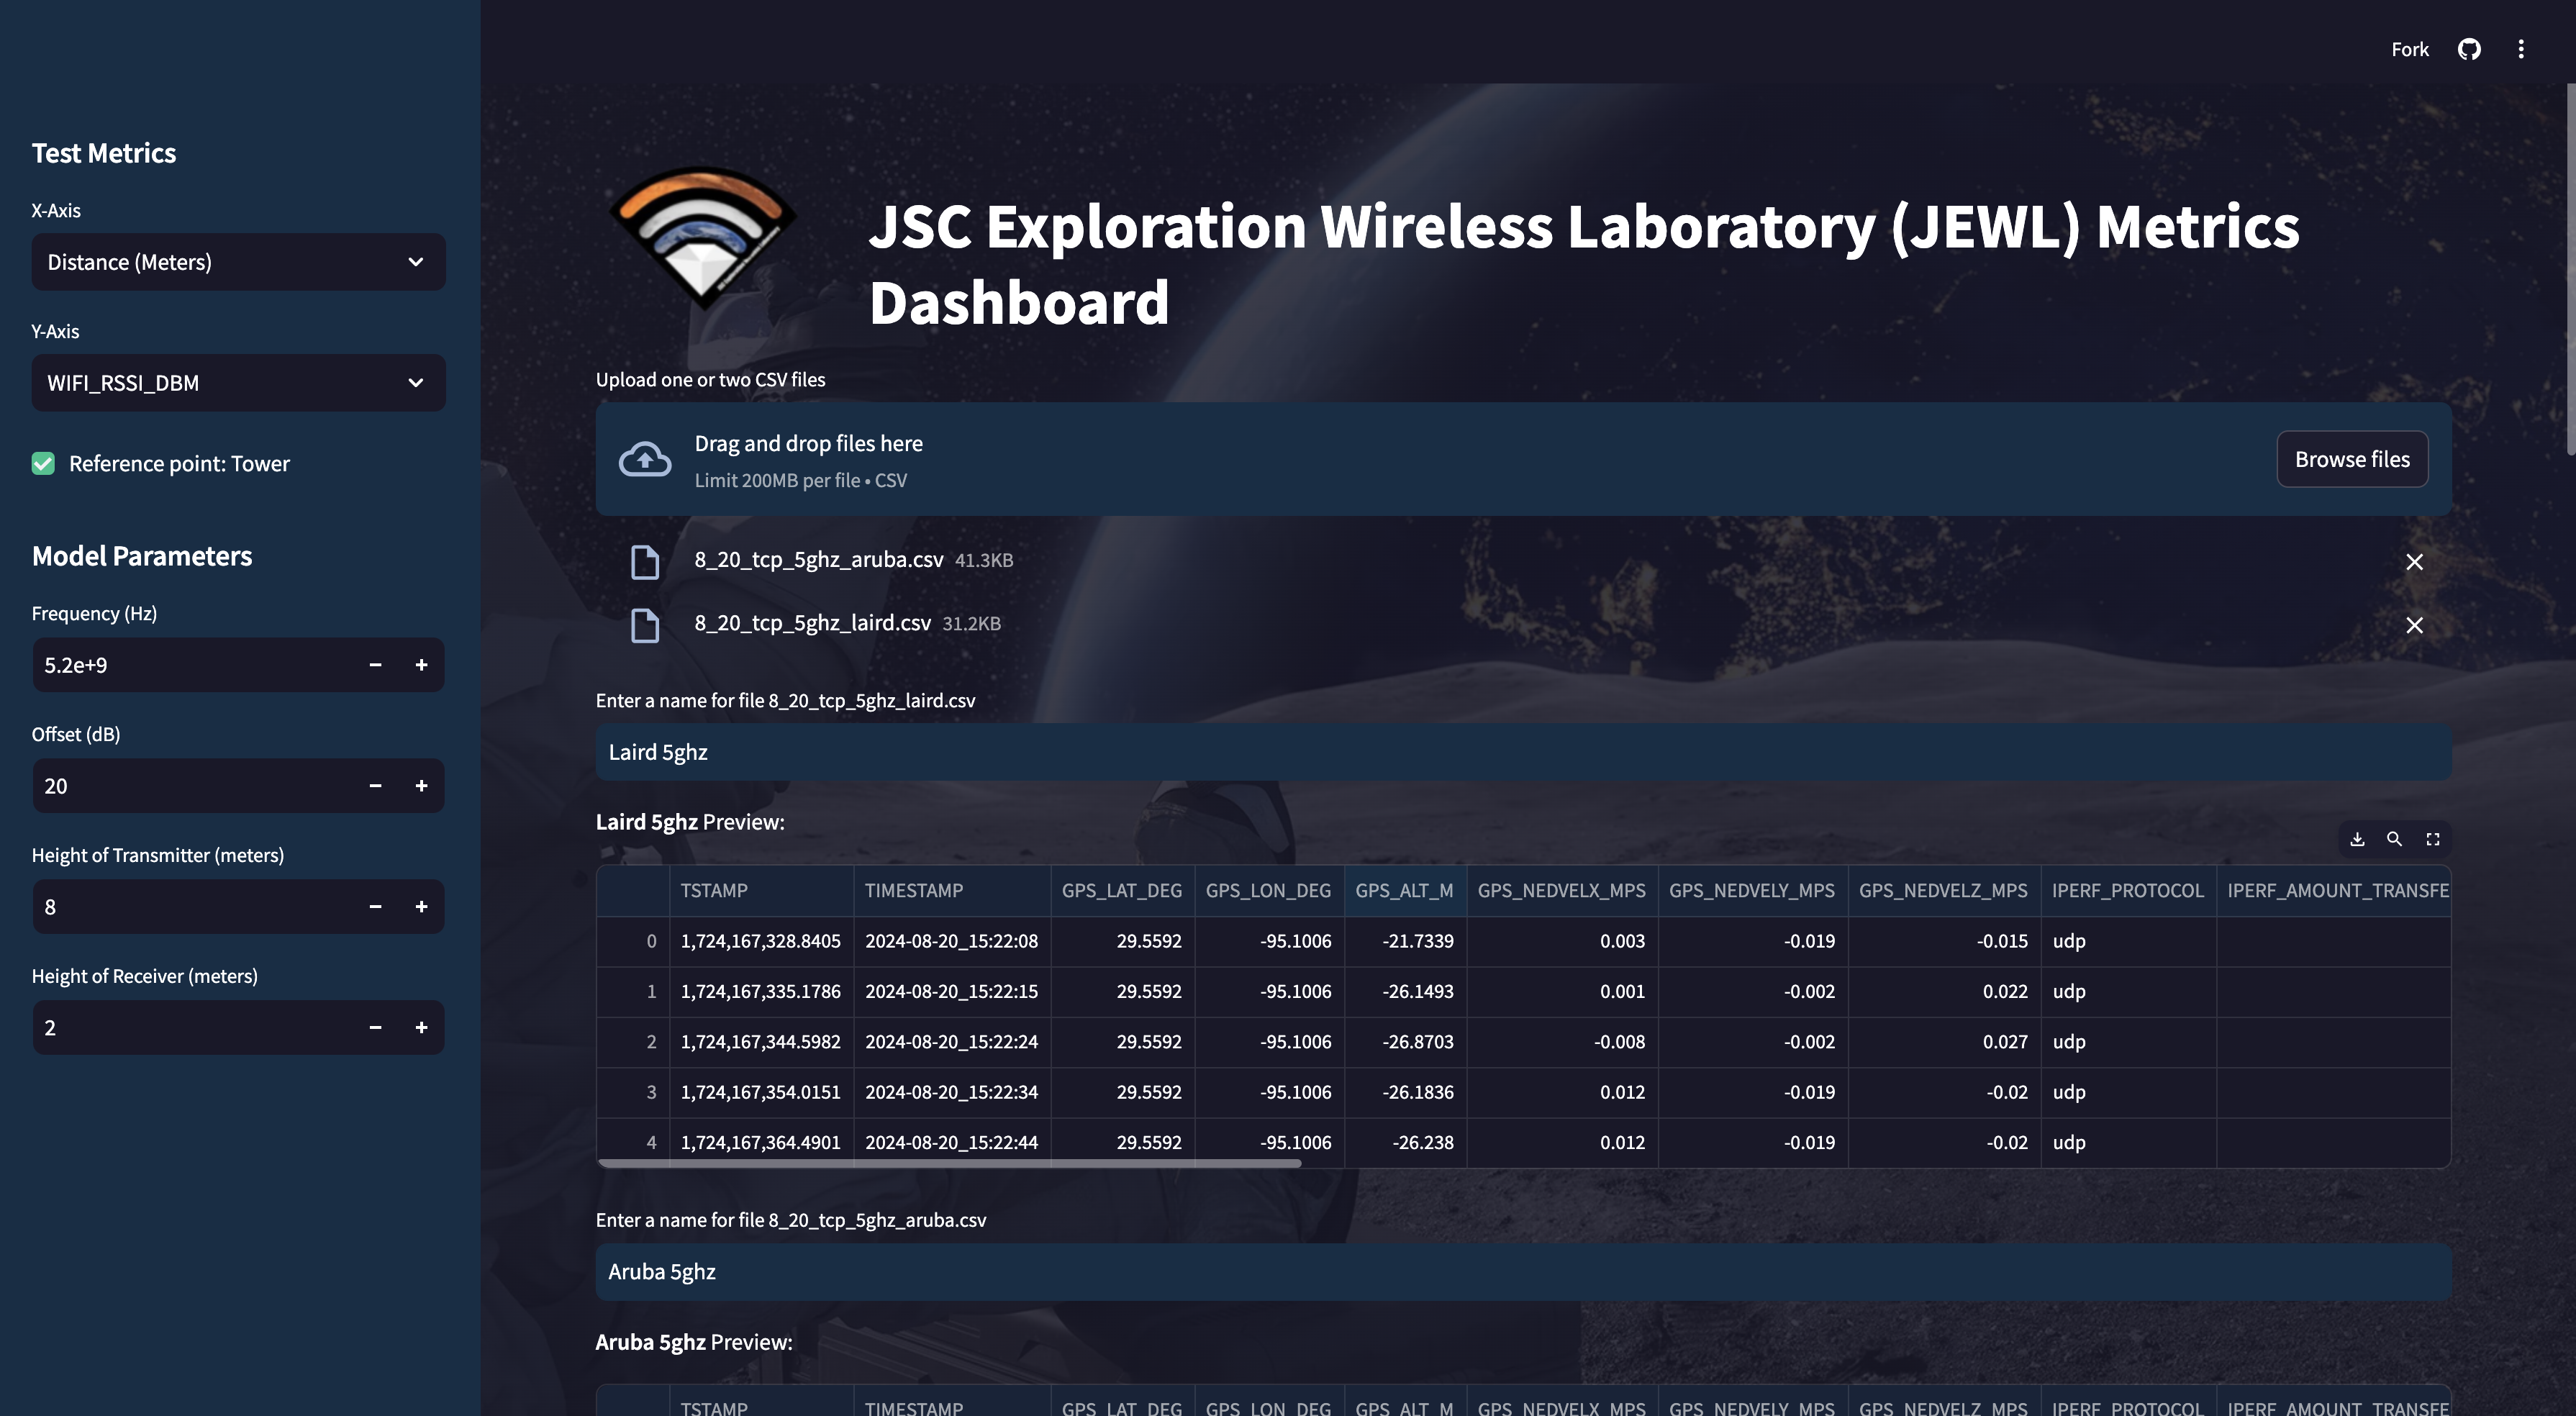 Fork
Test Metrics
X-Axis
Distance (Meters)
Y-Axis
WIFI_RSSI_DBM
Reference point: Tower
Model Parameters
Frequency (Hz)
5.2e+9
Offset (dB)
20
Height of Transmitter (meters)
8
Height of Receiver (meters)
2
JSC Exploration Wireless Laboratory (JEWL) Metrics
Dashboard
Upload one or two CSV files
Drag and drop files here
Limit 200MB per file • CSV
Browse files
8_20_tcp_5ghz_aruba.csv 41.3KB
8_20_tcp_5ghz_laird.csv 31.2KB
Enter a name for file 8_20_tcp_5ghz_laird.csv
Laird 5ghz
Laird 5ghz Preview:
TSTAMP TIMESTAMP GPS_LAT_DEG GPS_LON_DEG GPS_ALT_M GPS_NEDVELX_MPS GPS_NEDVELY_MPS GPS_NEDVELZ_MPS IPERF_PROTOCOL IPERF_AMOUNT_TRANSFE
0 1,724,167,328.8405 2024-08-20_15:22:08 29.5592 -95.1006 -21.7339 0.003 -0.019 -0.015 udp
1 1,724,167,335.1786 2024-08-20_15:22:15 29.5592 -95.1006 -26.1493 0.001 -0.002 0.022 udp
2 1,724,167,344.5982 2024-08-20_15:22:24 29.5592 -95.1006 -26.8703 -0.008 -0.002 0.027 udp
3 1,724,167,354.0151 2024-08-20_15:22:34 29.5592 -95.1006 -26.1836 0.012 -0.019 -0.02 udp
4 1,724,167,364.4901 2024-08-20_15:22:44 29.5592 -95.1006 -26.238 0.012 -0.019 -0.02 udp
Enter a name for file 8_20_tcp_5ghz_aruba.csv
Aruba 5ghz
Aruba 5ghz Preview:
TSTAMP TIMESTAMP GPS_LAT_DEG GPS_LON_DEG GPS_ALT_M GPS_NEDVELX_MPS GPS_NEDVELY_MPS GPS_NEDVELZ_MPS IPERF_PROTOCOL IPERF_AMOUNT_TRANSFE